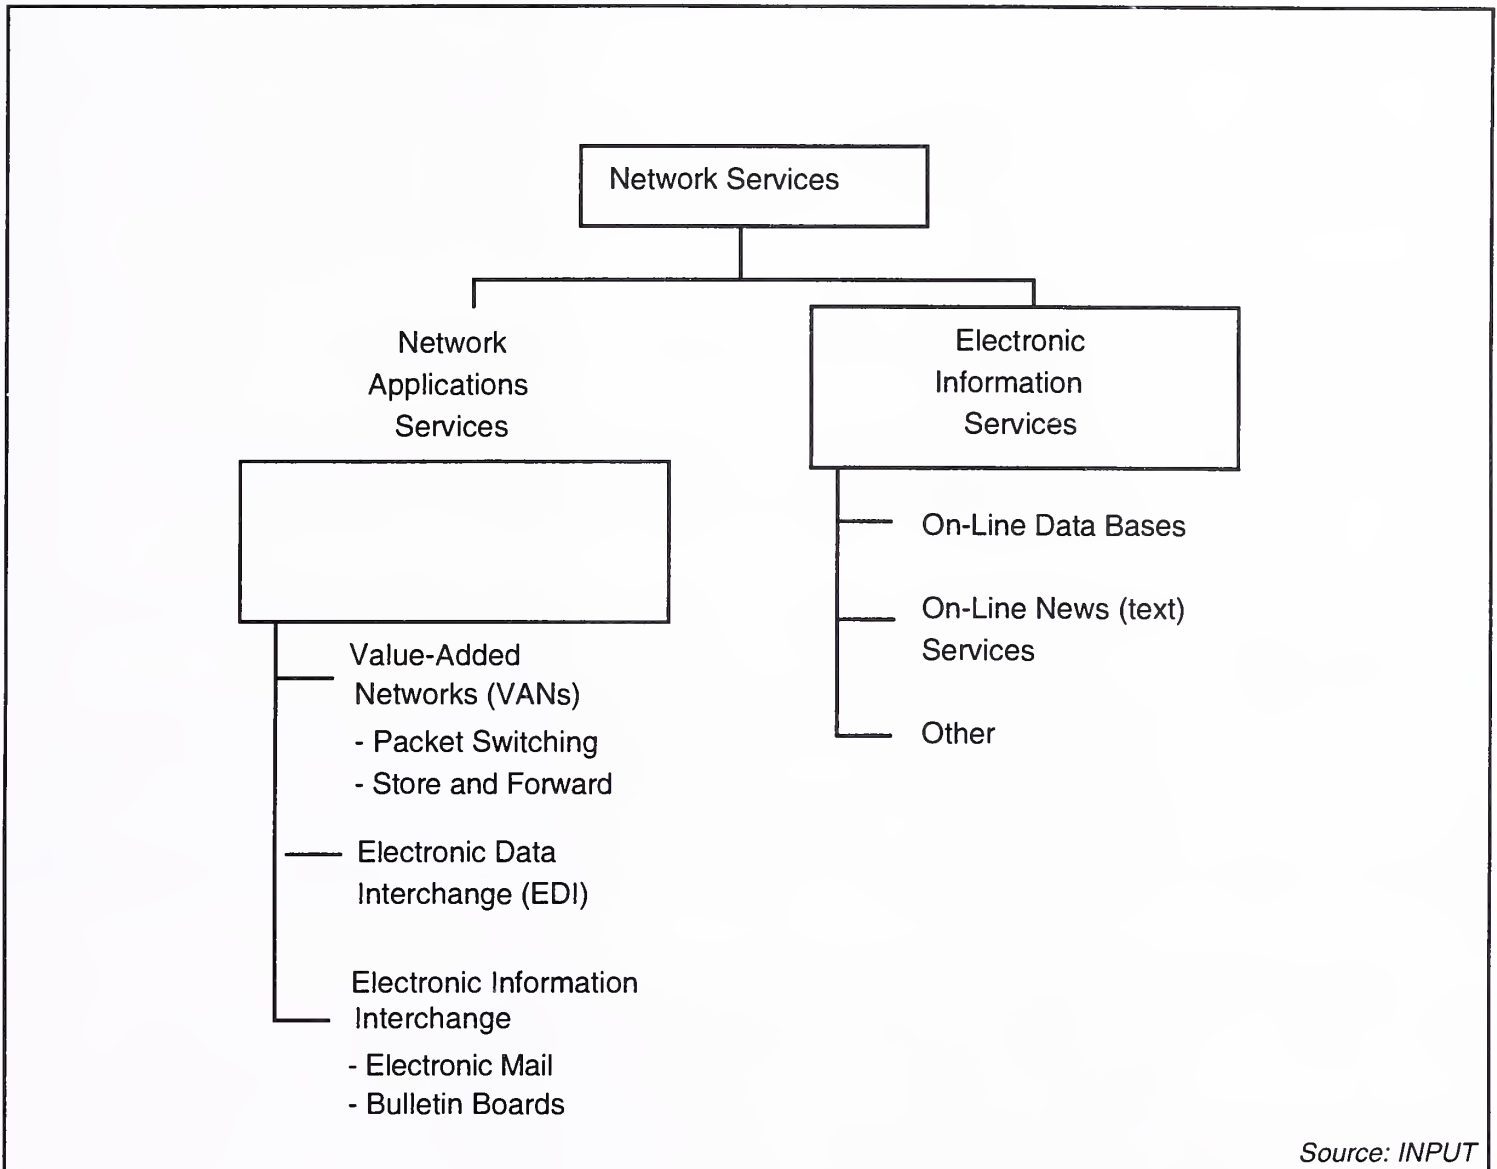 Network Services
Network
Applications
Services
Electronic
Information
Services
Value-Added
Networks (VANs)
- Packet Switching
- Store and Forward
Electronic Data
Interchange (EDI)
Electronic Information
Interchange
- Electronic Mail
- Bulletin Boards
On-Line Data Bases
On-Line News (text)
Services
Other
Source: INPUT